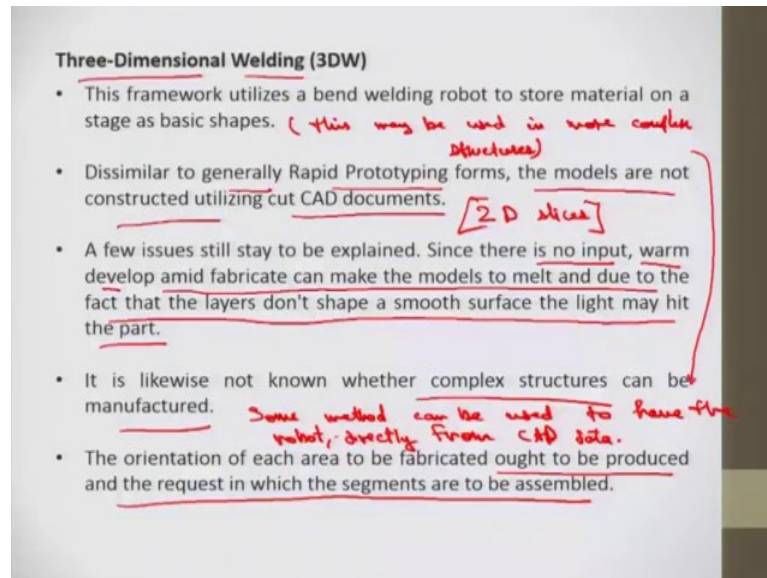 Three-Dimensional Welding (3DW)
• This framework utilizes a bend welding robot to store material on a
stage as basic shapes. ( this may be used in more complex
structures)
• Dissimilar to generally Rapid Prototyping forms, the models are not
constructed utilizing cut CAD documents. [2D slices]
• A few issues still stay to be explained. Since there is no input, warm
develop amid fabricate can make the models to melt and due to the
fact that the layers don't shape a smooth surface the light may hit
the part.
• It is likewise not known whether complex structures can be
manufactured. Some method can be used to have the
robot, directly from CAD data.
• The orientation of each area to be fabricated ought to be produced
and the request in which the segments are to be assembled.